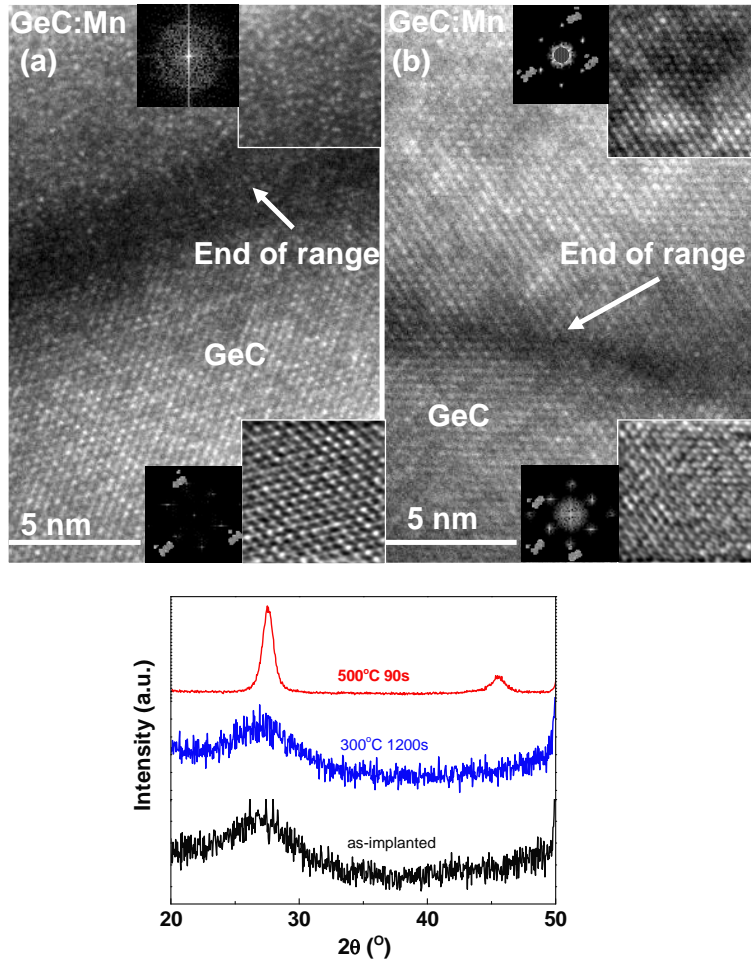 GeC:Mn
(a)
End of range
GeC
5 nm
GeC:Mn
(b)
End of range
GeC
5 nm
Intensity (a.u.)
500°C 90s
300°C 1200s
as-implanted
20 30 40 50
2θ (°)